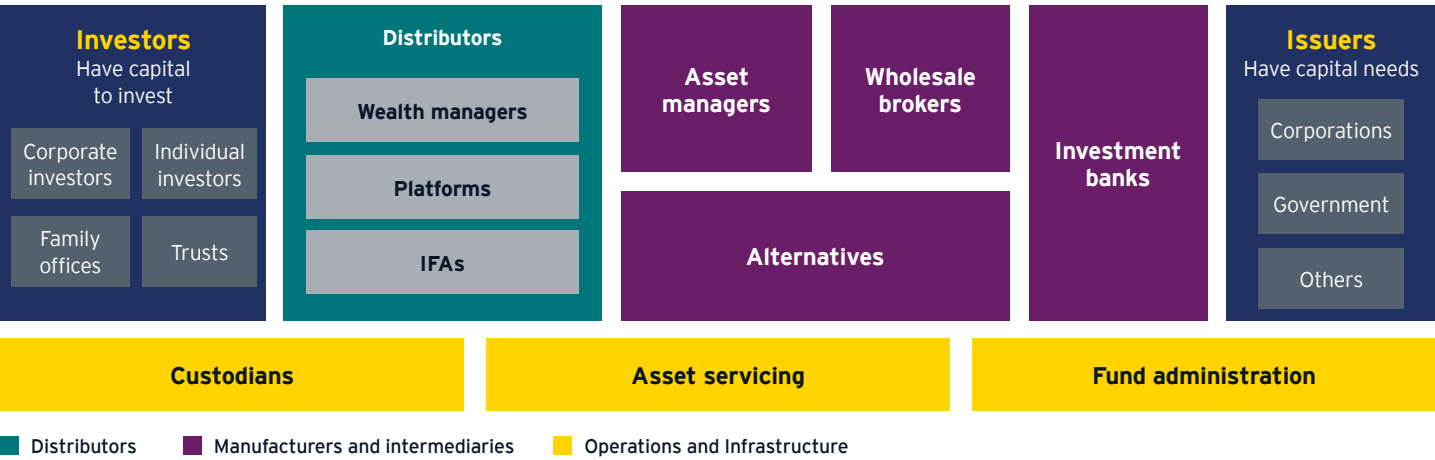 Investors
Have capital
to invest
Corporate
investors
Individual
investors
Family
offices
Trusts
Distributors
Wealth managers
Platforms
IFAs
Asset
managers
Wholesale
brokers
Alternatives
Investment
banks
Issuers
Have capital needs
Corporations
Government
Others
Custodians
Asset servicing
Fund administration
Distributors
Manufacturers and intermediaries
Operations and Infrastructure